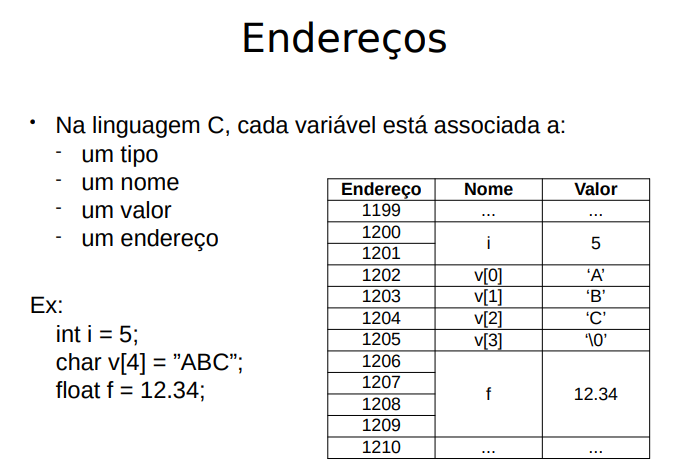 Endereços
• Na linguagem C, cada variável está associada a:
- um tipo
- um nome
- um valor
- um endereço
Ex:
int i = 5;
char v[4] = ”ABC”;
float f = 12.34;
Endereço Nome Valor
1199 ... ...
1200
i 5
1201
1202 v[0] ‘A’
1203 v[1] ‘B’
1204 v[2] ‘C’
1205 v[3] ‘\0’
1206
1207
f 12.34
1208
1209
1210 ... ...